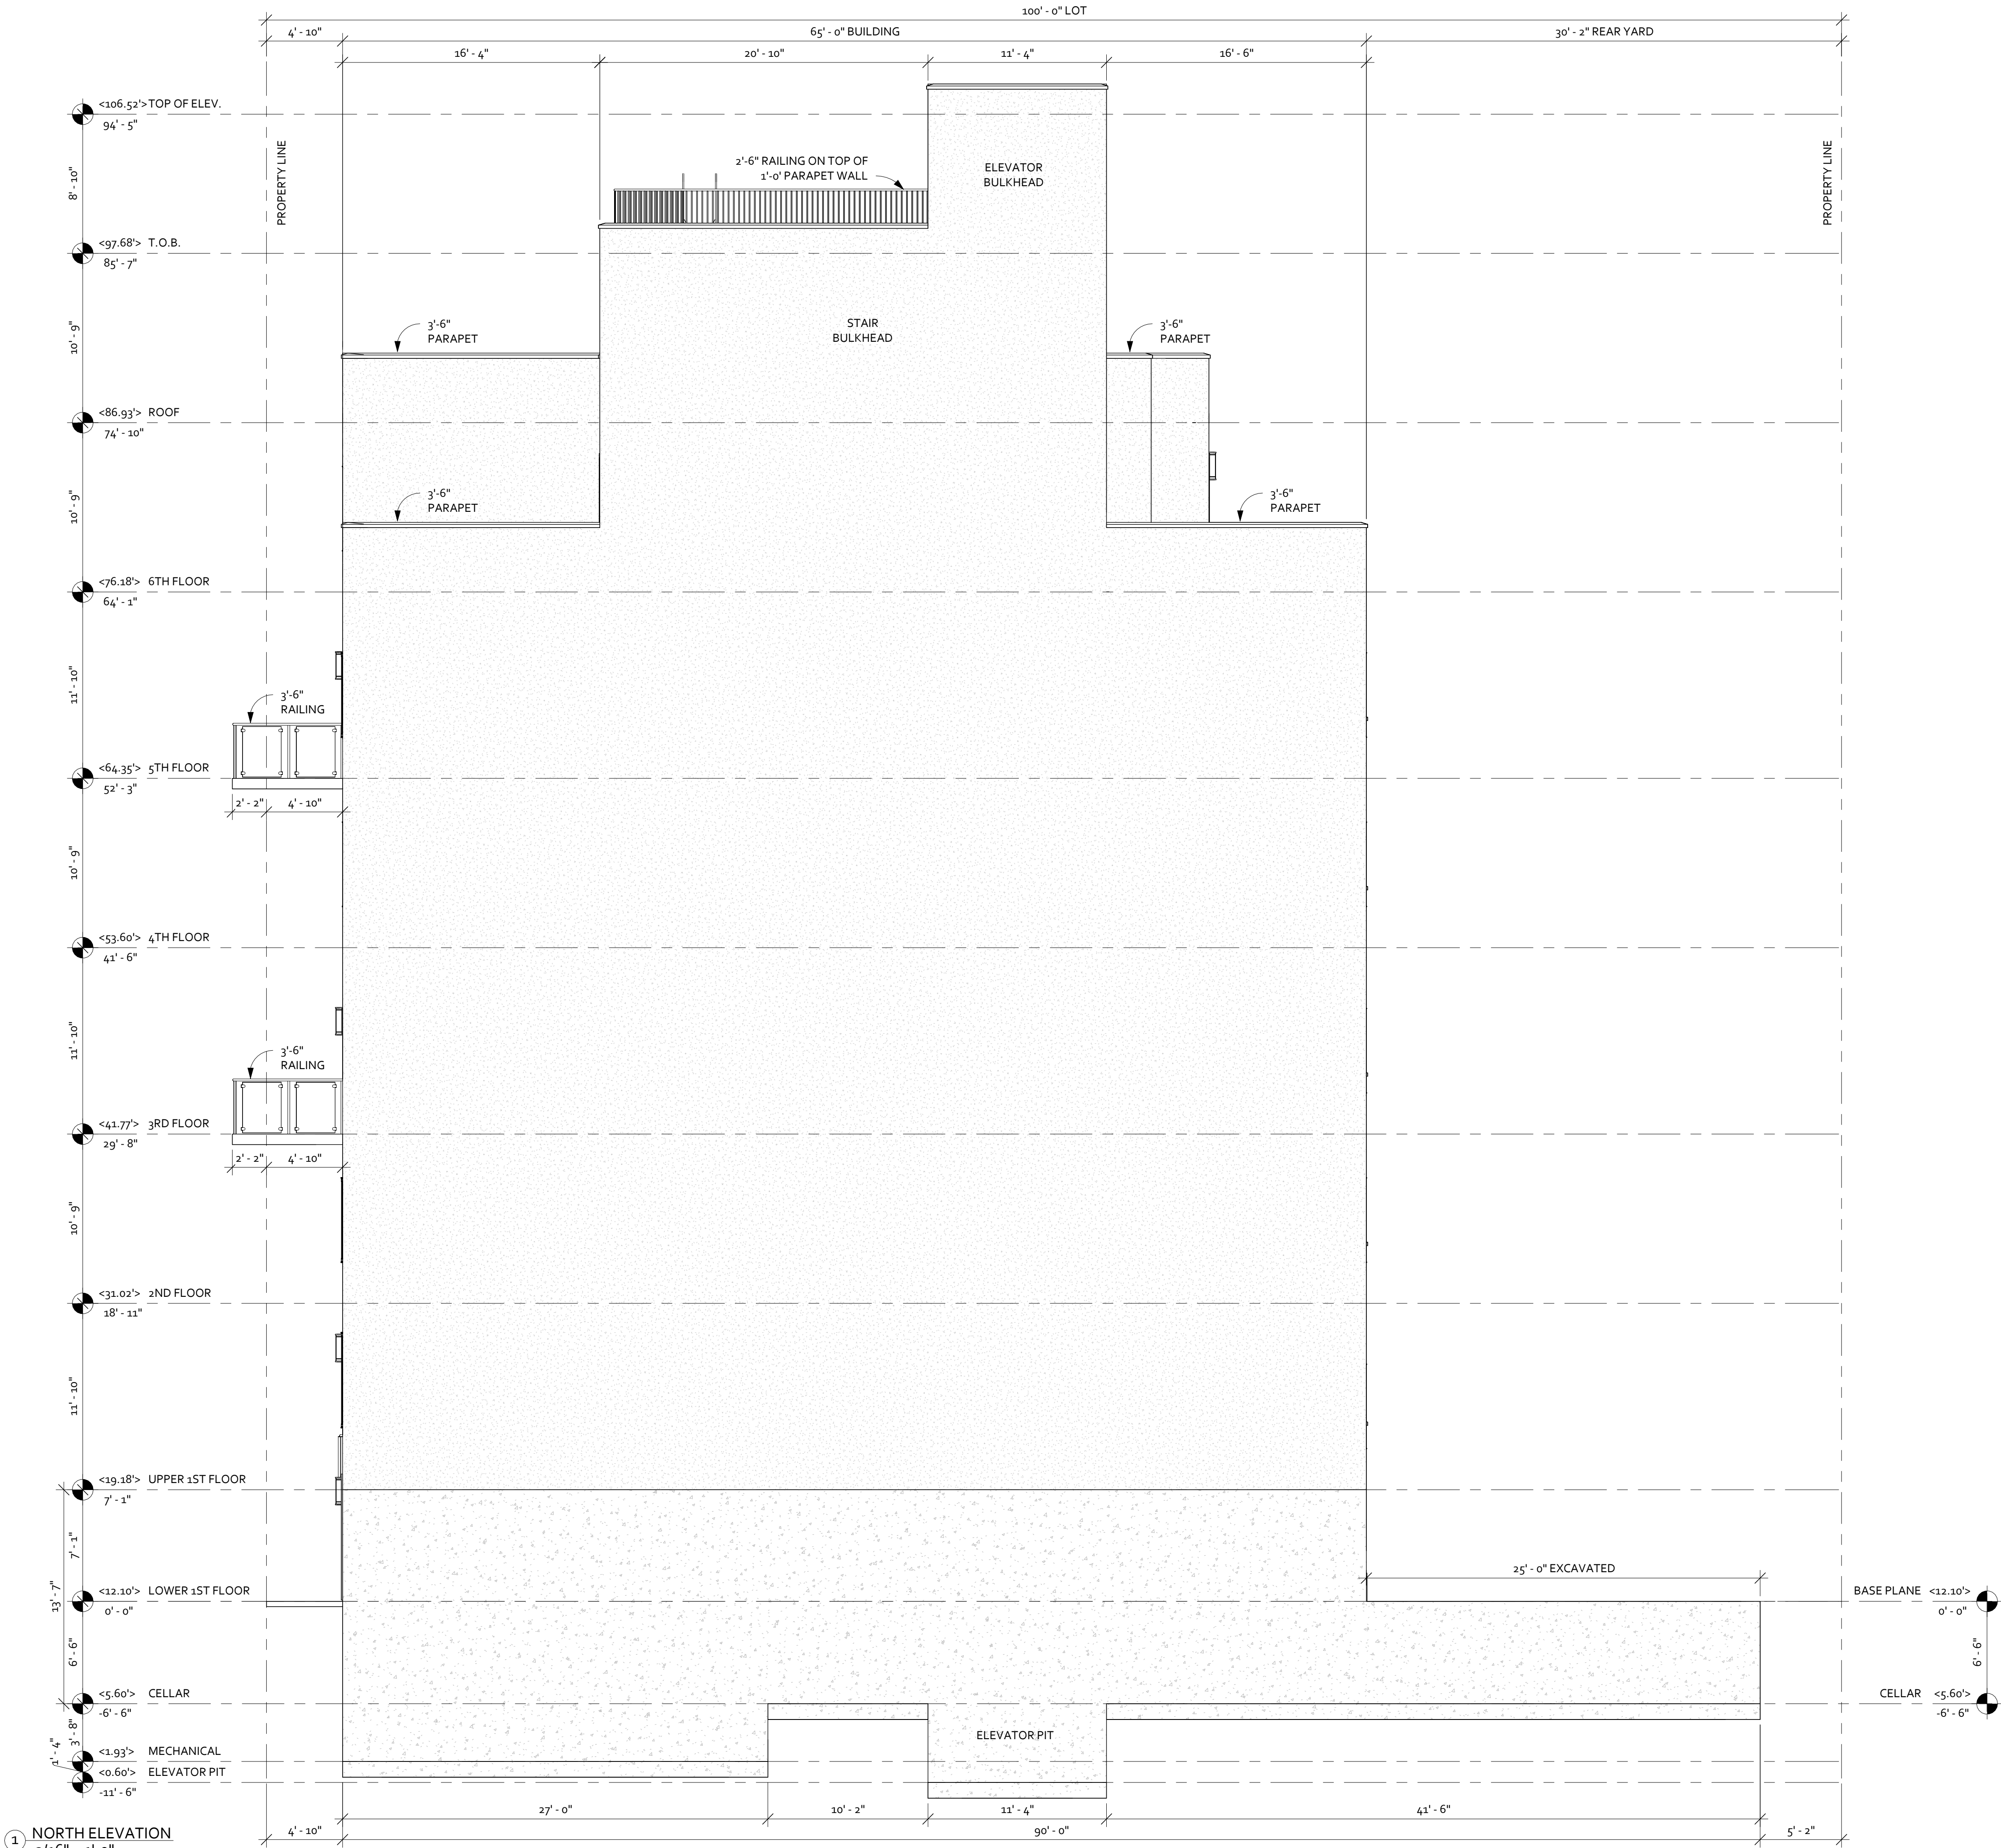 100' - 0" LOT
4' - 10"
65' - 0" BUILDING
30' - 2" REAR YARD
16' - 4"
20' - 10"
11' - 4"
16' - 6"
<106.52'> TOP OF ELEV.
94' - 5"
PROPERTY LINE
PROPERTY LINE
2'-6" RAILING ON TOP OF
1'-0' PARAPET WALL
ELEVATOR
BULKHEAD
8' - 10"
<97.68'> T.O.B.
85' - 7"
10' - 9"
3'-6"
PARAPET
STAIR
BULKHEAD
3'-6"
PARAPET
<86.93'> ROOF
74' - 10"
10' - 9"
3'-6"
PARAPET
3'-6"
PARAPET
<76.18'> 6TH FLOOR
64' - 1"
11' - 10"
3'-6"
RAILING
<64.35'> 5TH FLOOR
52' - 3"
2' - 2"
4' - 10"
10' - 9"
<53.60'> 4TH FLOOR
41' - 6"
11' - 10"
3'-6"
RAILING
<41.77'> 3RD FLOOR
29' - 8"
2' - 2"
4' - 10"
10' - 9"
<31.02'> 2ND FLOOR
18' - 11"
11' - 10"
<19.18'> UPPER 1ST FLOOR
7' - 1"
7' - 1"
13' - 7"
25' - 0" EXCAVATED
<12.10'> LOWER 1ST FLOOR
0' - 0"
BASE PLANE <12.10'>
0' - 0"
6' - 6"
6' - 6"
<5.60'> CELLAR
-6' - 6"
CELLAR <5.60'>
-6' - 6"
3' - 8"
1' - 4"
ELEVATOR PIT
<1.93'> MECHANICAL
<0.60'> ELEVATOR PIT
-11' - 6"
27' - 0"
10' - 2"
11' - 4"
41' - 6"
4' - 10"
90' - 0"
5' - 2"
1 NORTH ELEVATION